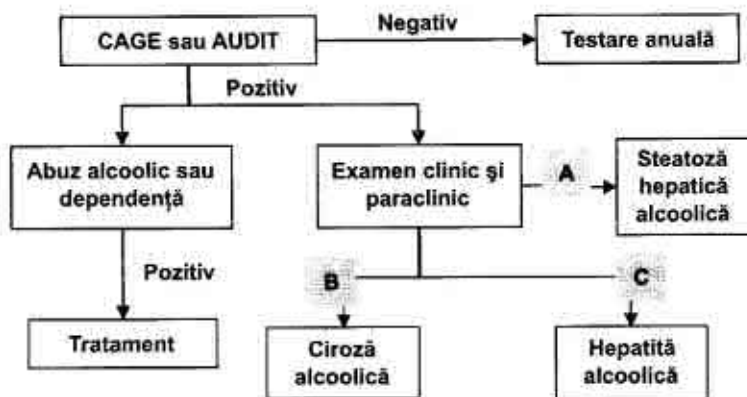 CAGE sau AUDIT
Negativ
Testare anuală
Pozitiv
Abuz alcoolic sau
dependență
Examen clinic şi
paraclinic
A
Steatoză
hepatică
alcoolică
Pozitiv
B
C
Tratament
Ciroză
alcoolică
Hepatită
alcoolică